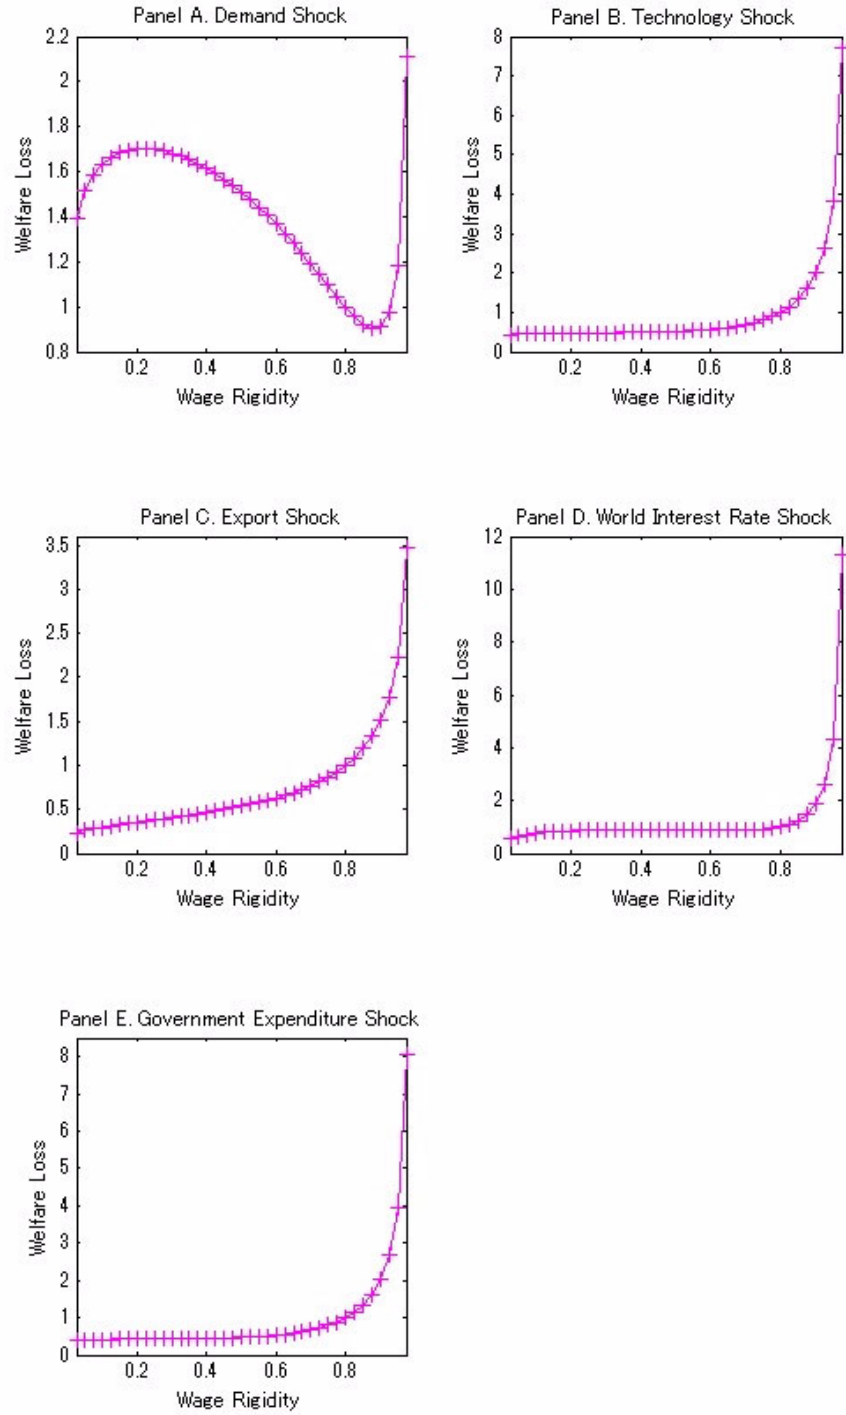 Panel A. Demand Shock
2.2
2
1.8
1.6
1.4
1.2
1
0.8
Welfare Loss
0.2 0.4 0.6 0.8
Wage Rigidity
Panel B. Technology Shock
8
7
6
5
4
3
2
1
0
Welfare Loss
0.2 0.4 0.6 0.8
Wage Rigidity
Panel C. Export Shock
3.5
3
2.5
2
1.5
1
0.5
0
Welfare Loss
0.2 0.4 0.6 0.8
Wage Rigidity
Panel D. World Interest Rate Shock
12
10
8
6
4
2
0
Welfare Loss
0.2 0.4 0.6 0.8
Wage Rigidity
Panel E. Government Expenditure Shock
8
7
6
5
4
3
2
1
0
Welfare Loss
0.2 0.4 0.6 0.8
Wage Rigidity